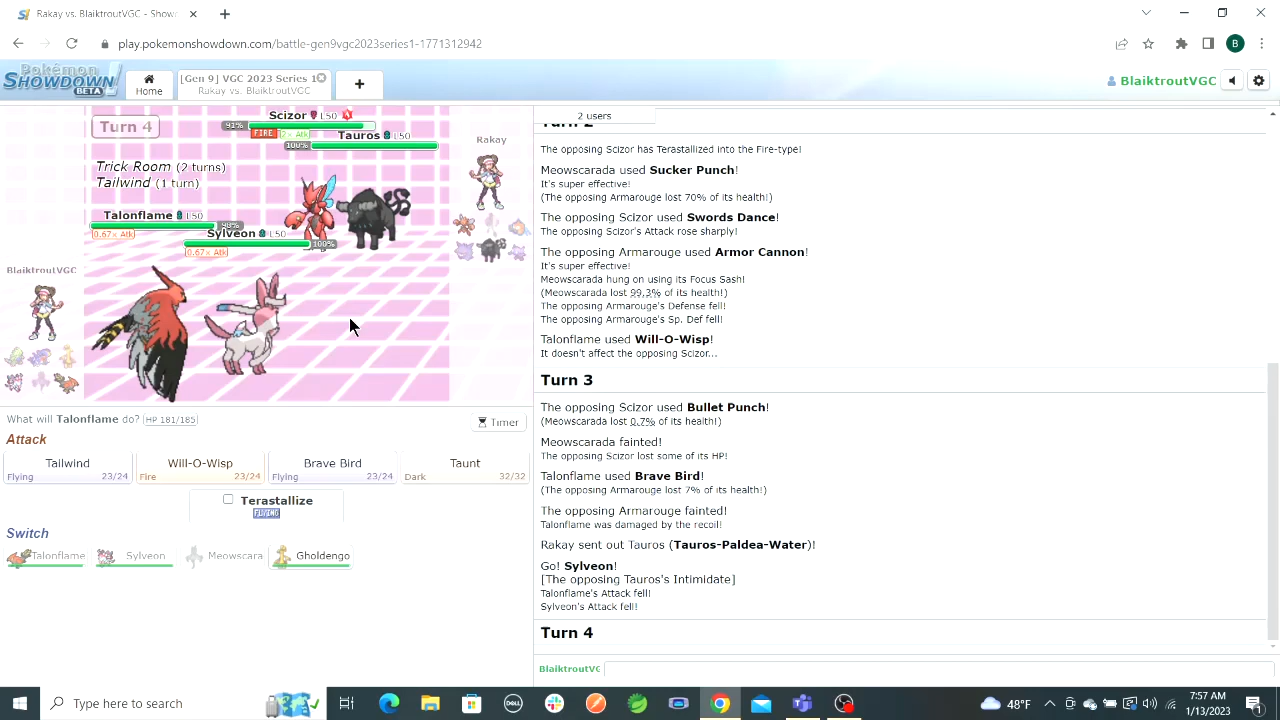 Rakay vs. BlaiktroutVGC - Showd
play.pokemonshowdown.com/battle-gen9vgc2023series1-1771312942
B
Pokémon
SHOWDOWN
BETA
Home
[Gen 9] VGC 2023 Series 1
Rakay vs. BlaiktroutVGC
BlaiktroutVGC
Turn 4
Scizor L50
91%
FIRE 2× Atk
Tauros L50
100%
Trick Room (2 turns)
Tailwind (1 turn)
Talonflame L50
98%
0.67× Atk
Sylveon L50
100%
0.67× Atk
Rakay
BlaiktroutVGC
What will Talonflame do? HP 181/185
Timer
Attack
Tailwind
Flying 23/24
Will-O-Wisp
Fire 23/24
Brave Bird
Flying 23/24
Taunt
Dark 32/32
Terastallize
FLYING
Switch
Talonflame
Sylveon
Meowscara
Gholdengo
2 users
Turn 2
The opposing Scizor has Terastallized into the Fire-type!
Meowscarada used Sucker Punch!
It's super effective!
(The opposing Armarouge lost 70% of its health!)
The opposing Scizor used Swords Dance!
The opposing Scizor's Attack rose sharply!
The opposing Armarouge used Armor Cannon!
It's super effective!
Meowscarada hung on using its Focus Sash!
(Meowscarada lost 99.3% of its health!)
The opposing Armarouge's Defense fell!
The opposing Armarouge's Sp. Def fell!
Talonflame used Will-O-Wisp!
It doesn't affect the opposing Scizor...
Turn 3
The opposing Scizor used Bullet Punch!
(Meowscarada lost 0.7% of its health!)
Meowscarada fainted!
The opposing Scizor lost some of its HP!
Talonflame used Brave Bird!
(The opposing Armarouge lost 7% of its health!)
The opposing Armarouge fainted!
Talonflame was damaged by the recoil!
Rakay sent out Tauros (Tauros-Paldea-Water)!
Go! Sylveon!
[The opposing Tauros's Intimidate]
Talonflame's Attack fell!
Sylveon's Attack fell!
Turn 4
BlaiktroutVC
Type here to search
DELL
48°F
7:57 AM
1/13/2023
1